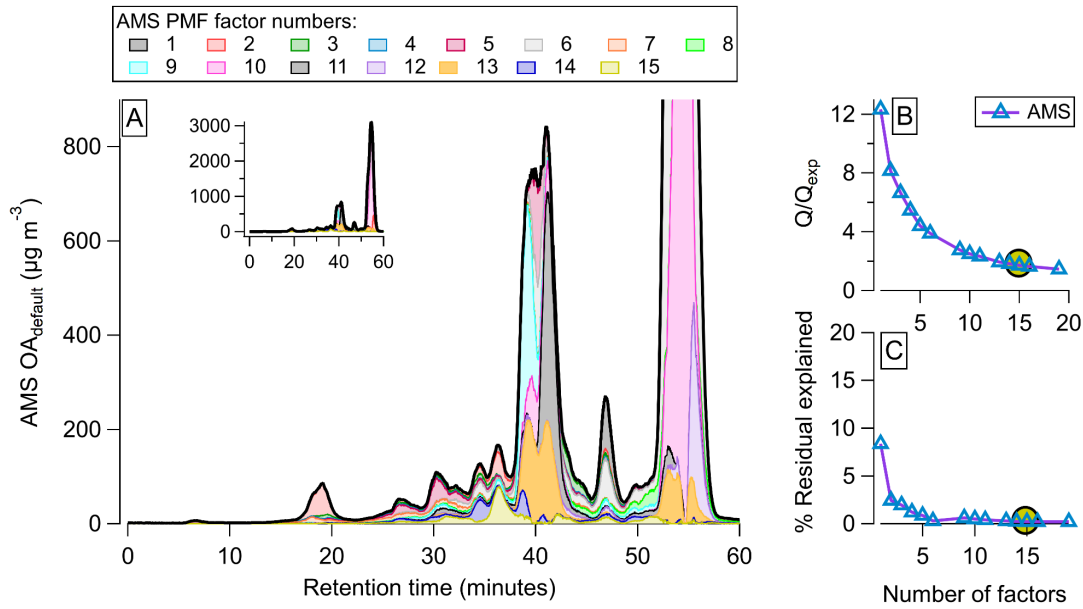 AMS PMF factor numbers:
1 2 3 4 5 6 7 8
9 10 11 12 13 14 15
A
B
AMS
C
AMS OA_default (µg m⁻³)
800
600
400
200
0
0 10 20 30 40 50 60
Retention time (minutes)
3000
2000
1000
0
0 20 40 60
Q/Q_exp
12
8
4
0
5 10 15 20
% Residual explained
20
15
10
5
0
5 10 15
Number of factors